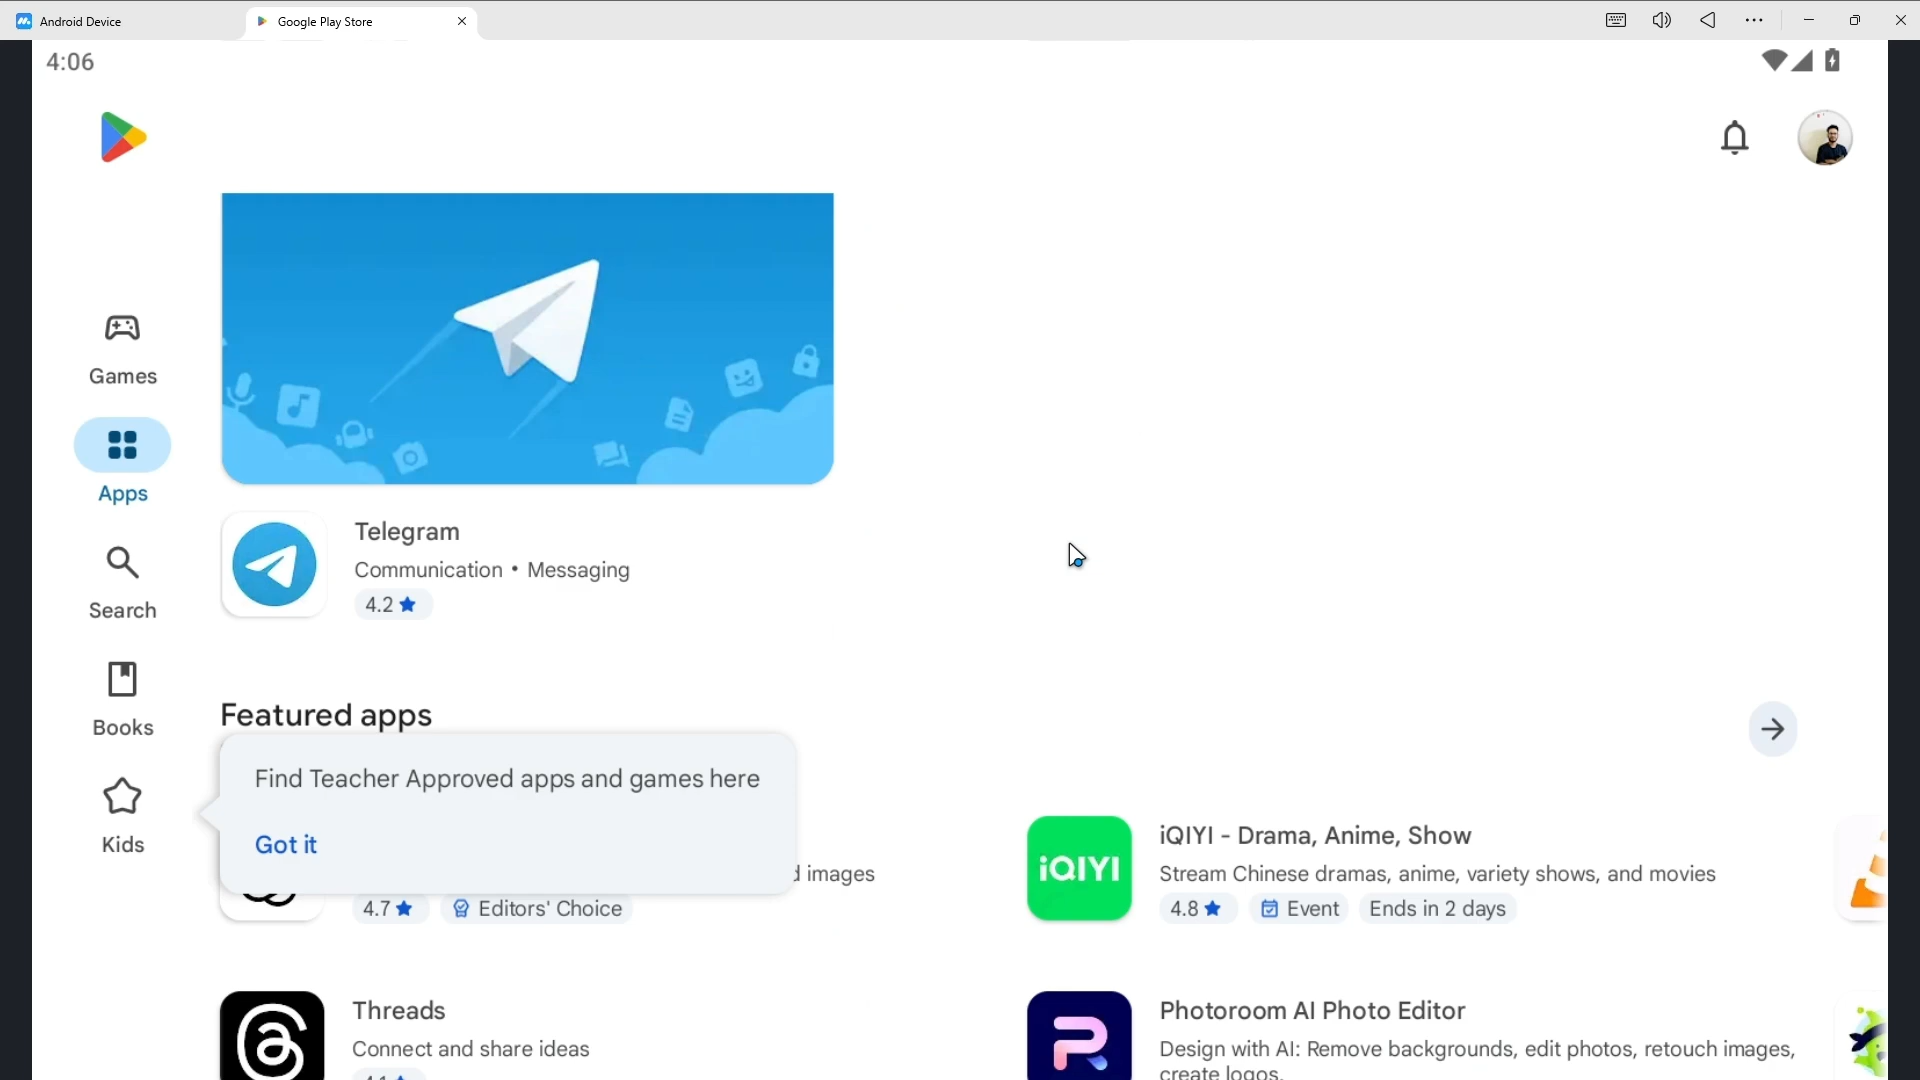 Android Device
Google Play Store
4:06
Games
Apps
Search
Books
Kids
Telegram
Communication • Messaging
4.2
Featured apps
Find Teacher Approved apps and games here
Got it
images
4.7
Editors' Choice
iQIYI
iQIYI - Drama, Anime, Show
Stream Chinese dramas, anime, variety shows, and movies
4.8
Event
Ends in 2 days
Threads
Connect and share ideas
Photoroom AI Photo Editor
Design with AI: Remove backgrounds, edit photos, retouch images,
create logos.